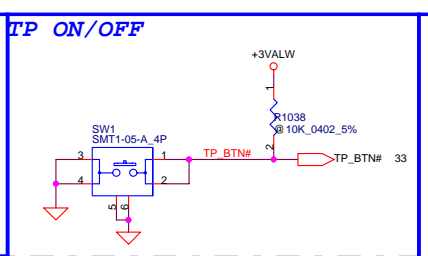 TP ON/OFF
+3VALW
1
R1038
@10K_0402_5%
2
SW1
SMT1-05-A_4P
3
1
TP_BTN#
TP_BTN# 33
4
2
5
6